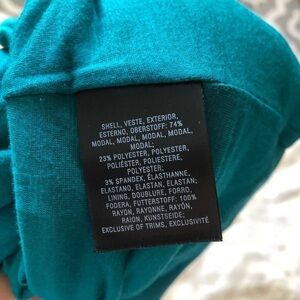 SHELL, VESTE, EXTERIOR,
ESTERNO, OBERSTOFF: 74%
MODAL, MODAL, MODAL, MODAL,
MODAL;
23% POLYESTER, POLYESTER,
POLIÉSTER, POLIESTERE,
POLYESTER;
3% SPANDEX, ÉLASTHANNE,
ELASTANO, ELASTAN, ELASTAN;
LINING, DOUBLURE, FORRO,
FODERA, FUTTERSTOFF: 100%
RAYON, RAYONNE, RAYÓN,
RAION, KUNSTSEIDE;
EXCLUSIVE OF TRIMS, EXCLUSIVITÉ